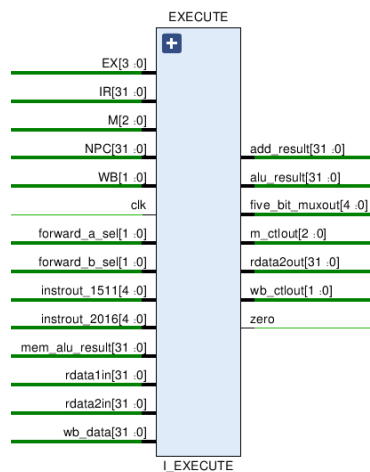 EXECUTE
EX[3 :0]
IR[31 :0]
M[2 :0]
NPC[31 :0]
WB[1 :0]
clk
forward_a_sel[1 :0]
forward_b_sel[1 :0]
instrout_1511[4 :0]
instrout_2016[4 :0]
mem_alu_result[31 :0]
rdata1in[31 :0]
rdata2in[31 :0]
wb_data[31 :0]
add_result[31 :0]
alu_result[31 :0]
five_bit_muxout[4 :0]
m_ctlout[2 :0]
rdata2out[31 :0]
wb_ctlout[1 :0]
zero
I_EXECUTE